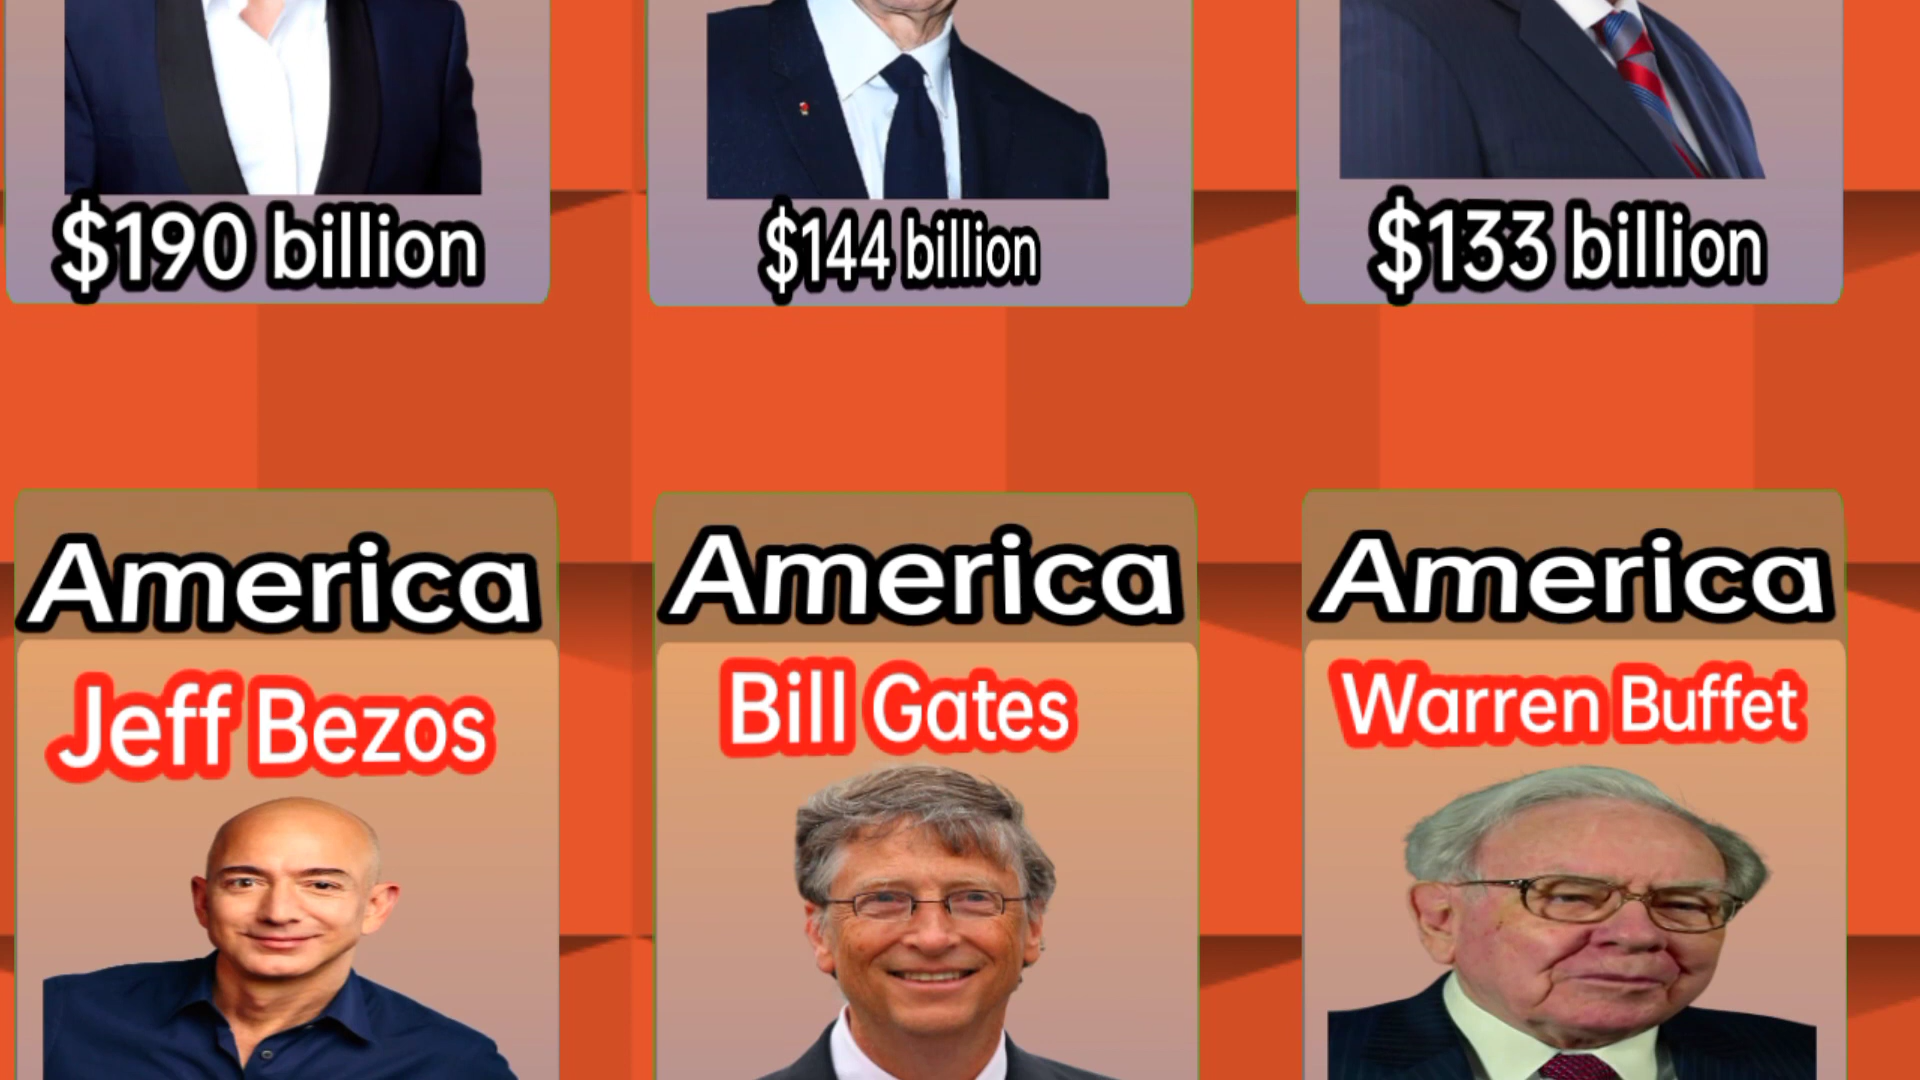 $190 billion
$144 billion
$133 billion
America
America
America
Jeff Bezos
Bill Gates
Warren Buffet